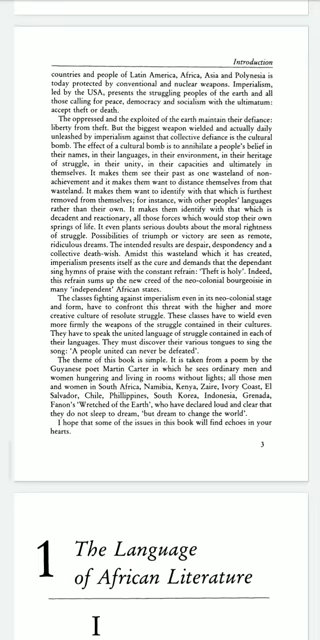 Introduction
countries and people of Latin America, Africa, Asia and Polynesia is
today protected by conventional and nuclear weapons. Imperialism,
led by the USA, presents the struggling peoples of the earth and all
those calling for peace, democracy and socialism with the ultimatum:
accept theft or death.
The oppressed and the exploited of the earth maintain their defiance:
liberty from theft. But the biggest weapon wielded and actually daily
unleashed by imperialism against that collective defiance is the cultural
bomb. The effect of a cultural bomb is to annihilate a people's belief in
their names, in their languages, in their environment, in their heritage
of struggle, in their unity, in their capacities and ultimately in
themselves. It makes them see their past as one wasteland of non-
achievement and it makes them want to distance themselves from that
wasteland. It makes them want to identify with that which is furthest
removed from themselves; for instance, with other peoples' languages
rather than their own. It makes them identify with that which is
decadent and reactionary, all those forces which would stop their own
springs of life. It even plants serious doubts about the moral rightness
of struggle. Possibilities of triumph or victory are seen as remote,
ridiculous dreams. The intended results are despair, despondency and a
collective death-wish. Amidst this wasteland which it has created,
imperialism presents itself as the cure and demands that the dependant
sing hymns of praise with the constant refrain: 'Theft is holy'. Indeed,
this refrain sums up the new creed of the neo-colonial bourgeoisie in
many 'independent' African states.
The classes fighting against imperialism even in its neo-colonial stage
and form, have to confront this threat with the higher and more
creative culture of resolute struggle. These classes have to wield even
more firmly the weapons of the struggle contained in their cultures.
They have to speak the united language of struggle contained in each of
their languages. They must discover their various tongues to sing the
song: 'A people united can never be defeated'.
The theme of this book is simple. It is taken from a poem by the
Guyanese poet Martin Carter in which he sees ordinary men and
women hungering and living in rooms without lights; all those men
and women in South Africa, Namibia, Kenya, Zaire, Ivory Coast, El
Salvador, Chile, Phillippines, South Korea, Indonesia, Grenada,
Fanon's 'Wretched of the Earth', who have declared loud and clear that
they do not sleep to dream, 'but dream to change the world'.
I hope that some of the issues in this book will find echoes in your
hearts.
3
1 The Language
of African Literature
I